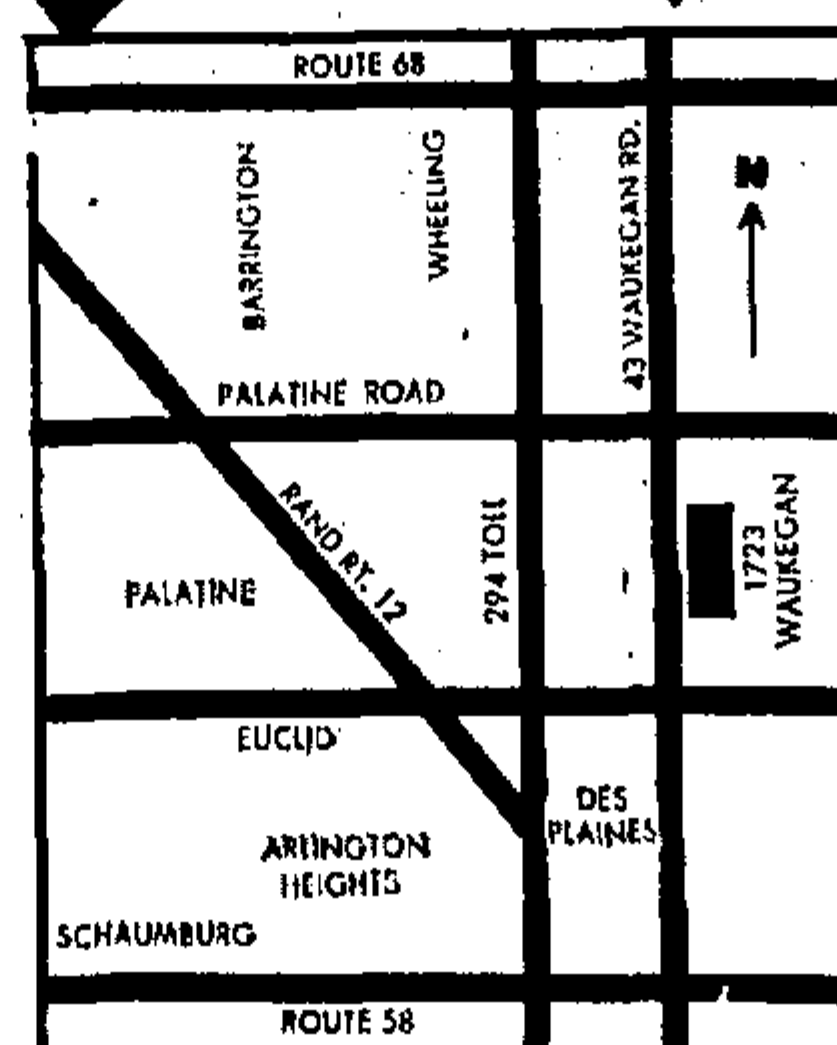 ROUTE 68
BARRINGTON
WHEELING
43 WAUKEGAN RD.
N
PALATINE ROAD
RAND RT. 12
294 TOLL
1723
WAUKEGAN
PALATINE
EUCLID
DES
PLAINES
ARLINGTON
HEIGHTS
SCHAUMBURG
ROUTE 58